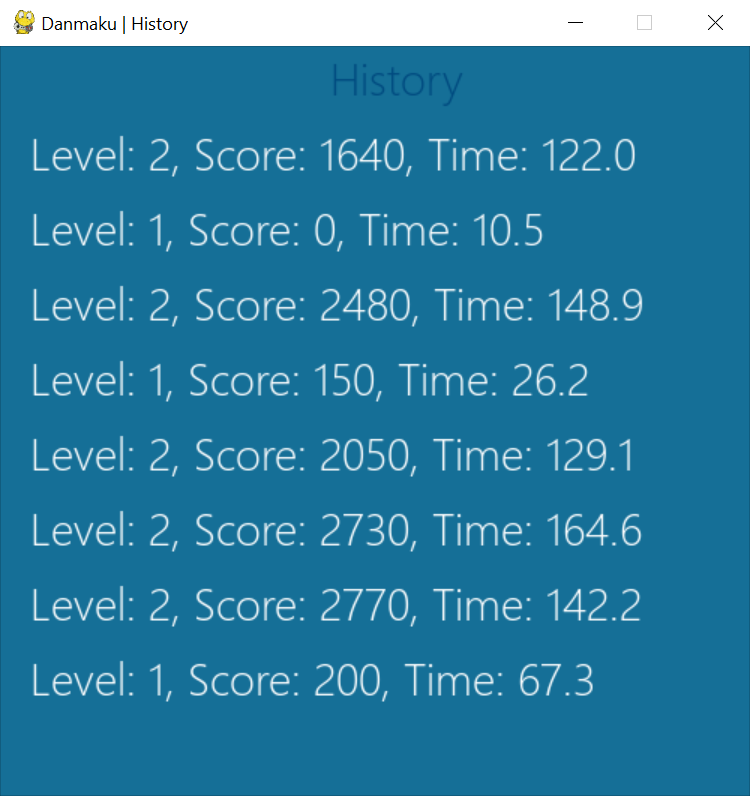 Danmaku | History
History
Level: 2, Score: 1640, Time: 122.0
Level: 1, Score: 0, Time: 10.5
Level: 2, Score: 2480, Time: 148.9
Level: 1, Score: 150, Time: 26.2
Level: 2, Score: 2050, Time: 129.1
Level: 2, Score: 2730, Time: 164.6
Level: 2, Score: 2770, Time: 142.2
Level: 1, Score: 200, Time: 67.3